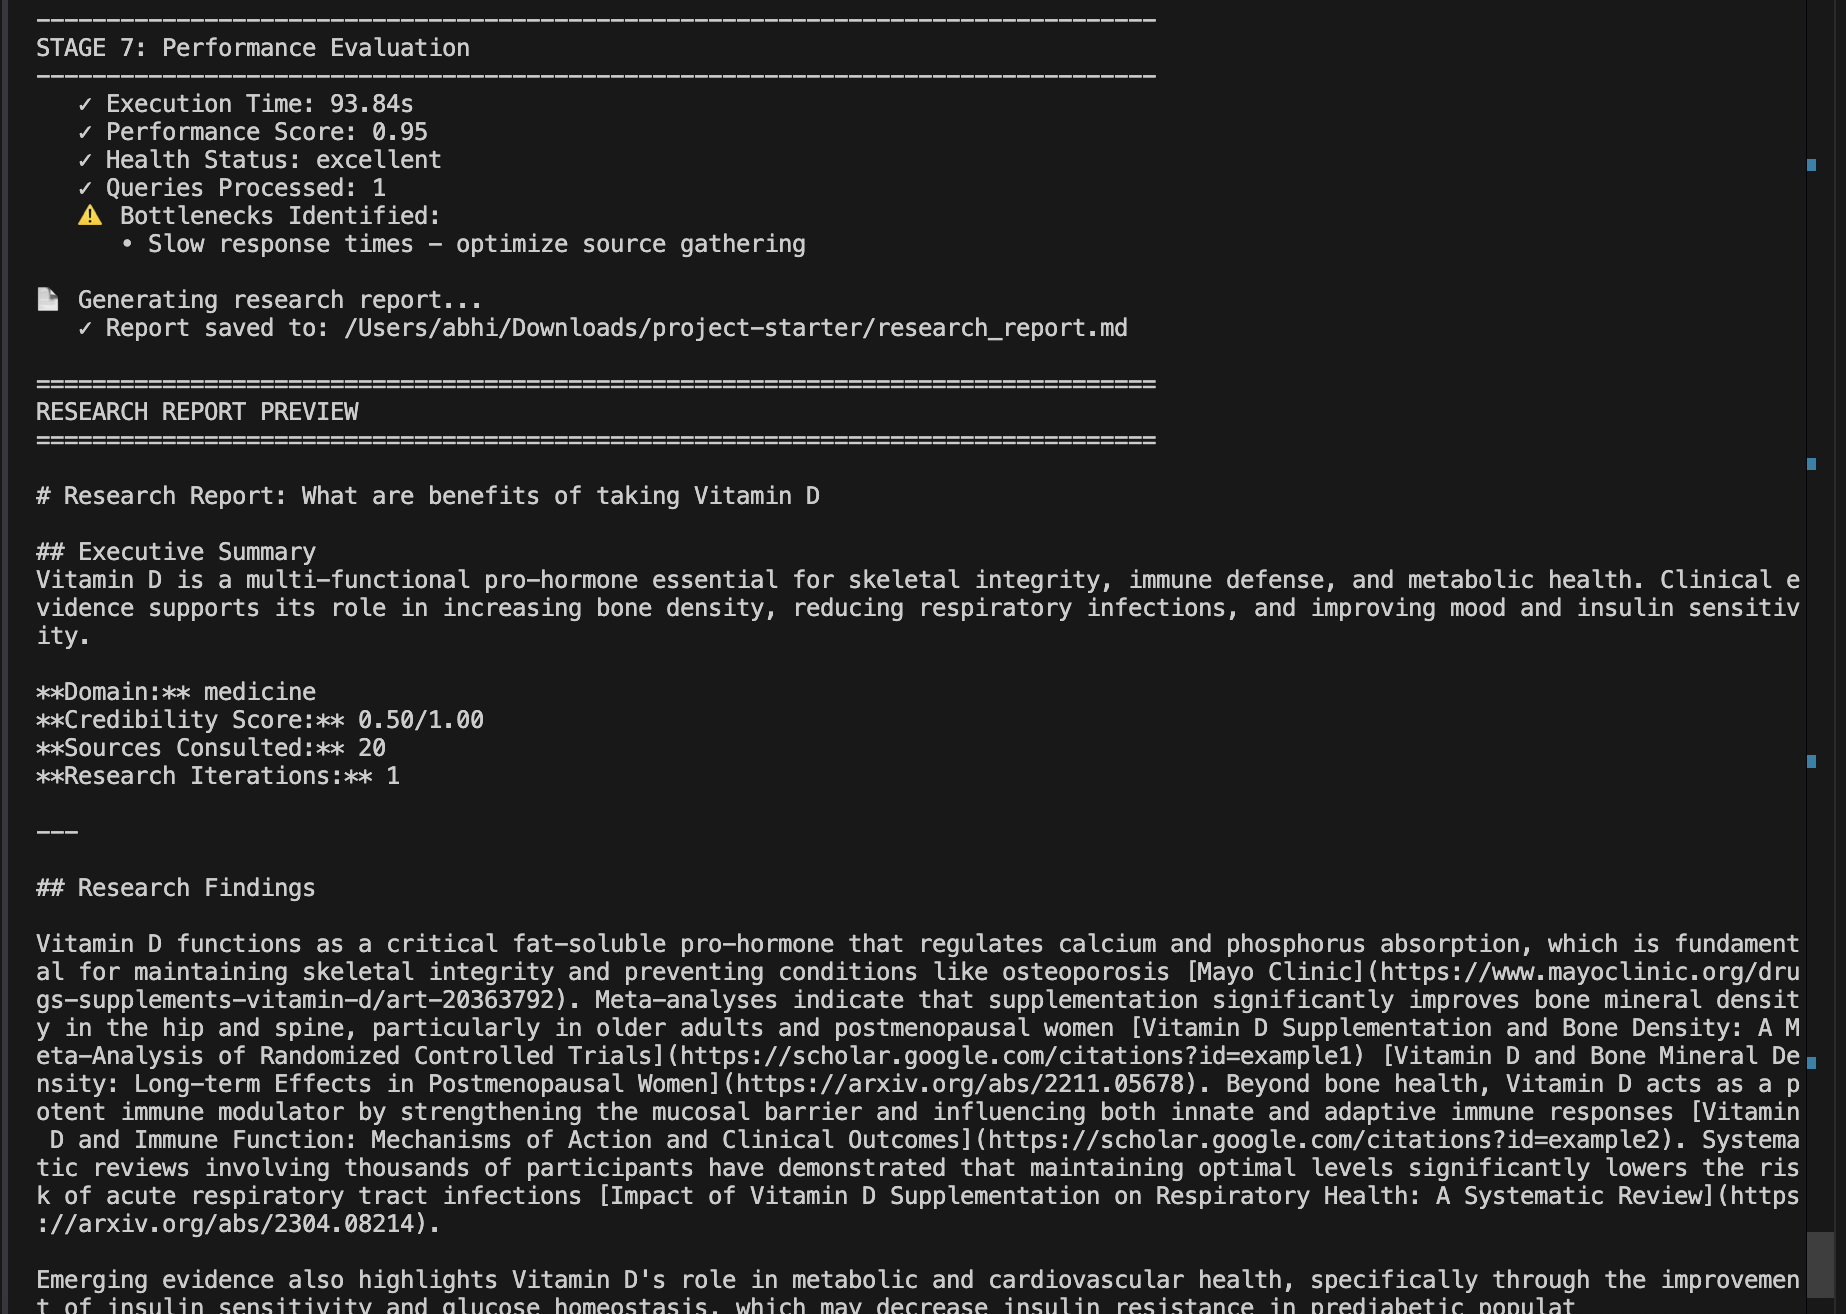 --------------------------------------------------------------------------------
STAGE 7: Performance Evaluation
--------------------------------------------------------------------------------
   ✓ Execution Time: 93.84s
   ✓ Performance Score: 0.95
   ✓ Health Status: excellent
   ✓ Queries Processed: 1
   ⚠️ Bottlenecks Identified:
      • Slow response times - optimize source gathering

📄 Generating research report...
   ✓ Report saved to: /Users/abhi/Downloads/project-starter/research_report.md

================================================================================
RESEARCH REPORT PREVIEW
================================================================================

# Research Report: What are benefits of taking Vitamin D

## Executive Summary
Vitamin D is a multi-functional pro-hormone essential for skeletal integrity, immune defense, and metabolic health. Clinical e
vidence supports its role in increasing bone density, reducing respiratory infections, and improving mood and insulin sensitiv
ity.

**Domain:** medicine
**Credibility Score:** 0.50/1.00
**Sources Consulted:** 20
**Research Iterations:** 1

---

## Research Findings

Vitamin D functions as a critical fat-soluble pro-hormone that regulates calcium and phosphorus absorption, which is fundament
al for maintaining skeletal integrity and preventing conditions like osteoporosis [Mayo Clinic](https://www.mayoclinic.org/dru
gs-supplements-vitamin-d/art-20363792). Meta-analyses indicate that supplementation significantly improves bone mineral densit
y in the hip and spine, particularly in older adults and postmenopausal women [Vitamin D Supplementation and Bone Density: A M
eta-Analysis of Randomized Controlled Trials](https://scholar.google.com/citations?id=example1) [Vitamin D and Bone Mineral De
nsity: Long-term Effects in Postmenopausal Women](https://arxiv.org/abs/2211.05678). Beyond bone health, Vitamin D acts as a p
otent immune modulator by strengthening the mucosal barrier and influencing both innate and adaptive immune responses [Vitamin
 D and Immune Function: Mechanisms of Action and Clinical Outcomes](https://scholar.google.com/citations?id=example2). Systema
tic reviews involving thousands of participants have demonstrated that maintaining optimal levels significantly lowers the ris
k of acute respiratory tract infections [Impact of Vitamin D Supplementation on Respiratory Health: A Systematic Review](https
://arxiv.org/abs/2304.08214).

Emerging evidence also highlights Vitamin D's role in metabolic and cardiovascular health, specifically through the improvemen
t of insulin sensitivity and glucose homeostasis, which may decrease insulin resistance in prediabetic populat